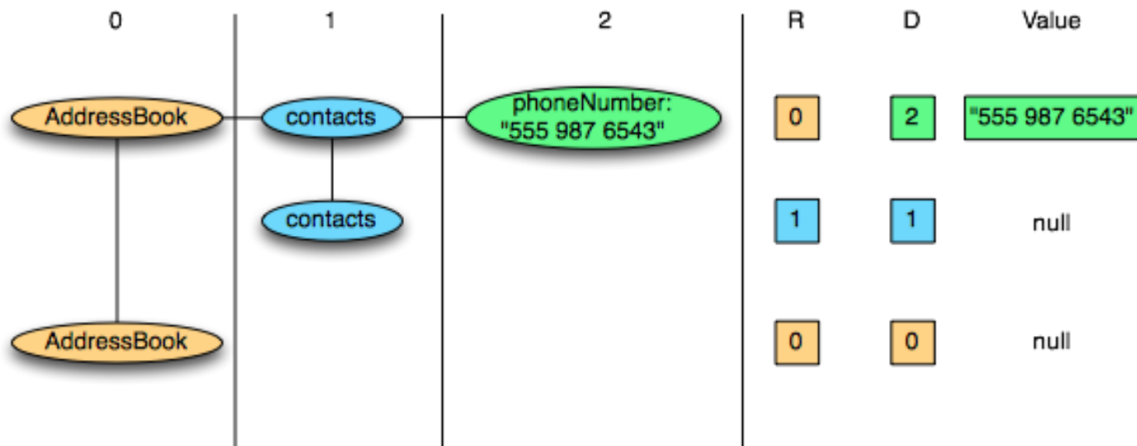 0 1 2 R D Value
AddressBook contacts phoneNumber: "555 987 6543" 0 2 "555 987 6543"
contacts 1 1 null
AddressBook 0 0 null